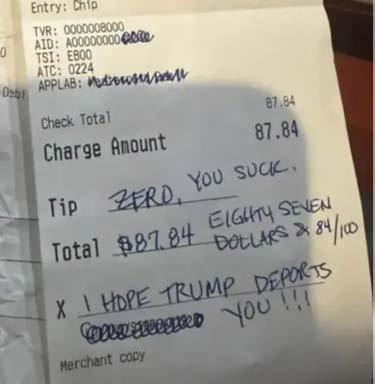 Entry: Chip
TVR: 0000008000
AID: A00000000
TSI: E800
ATC: 0224
APPLAB:
Debi
Check Total 87.84
Charge Amount 87.84
Tip ZERO, YOU SUCK.
Total $87.84 EIGHTY SEVEN
DOLLARS & 84/100
X I HOPE TRUMP DEPORTS
YOU!!!
Merchant copy